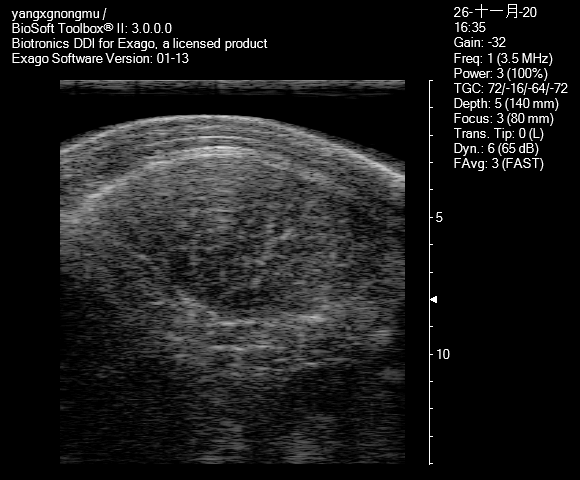 yangxgnongmu /
BioSoft Toolbox® II: 3.0.0.0
Biotronics DDI for Exago, a licensed product
Exago Software Version: 01-13
26-十一月-20
16:35
Gain: -32
Freq: 1 (3.5 MHz)
Power: 3 (100%)
TGC: 72/-16/-64/-72
Depth: 5 (140 mm)
Focus: 3 (80 mm)
Trans. Tip: 0 (L)
Dyn.: 6 (65 dB)
FAvg: 3 (FAST)
5
10